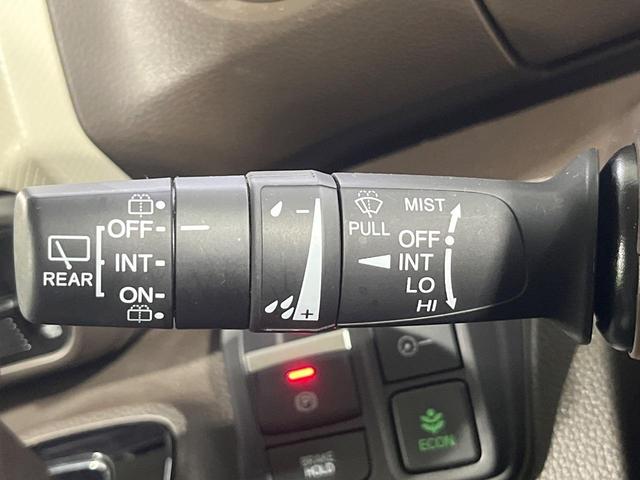 OFF
INT
ON
REAR
- +
PULL
MIST
OFF
INT
LO
HI
BRAKE
HOLD
ECON